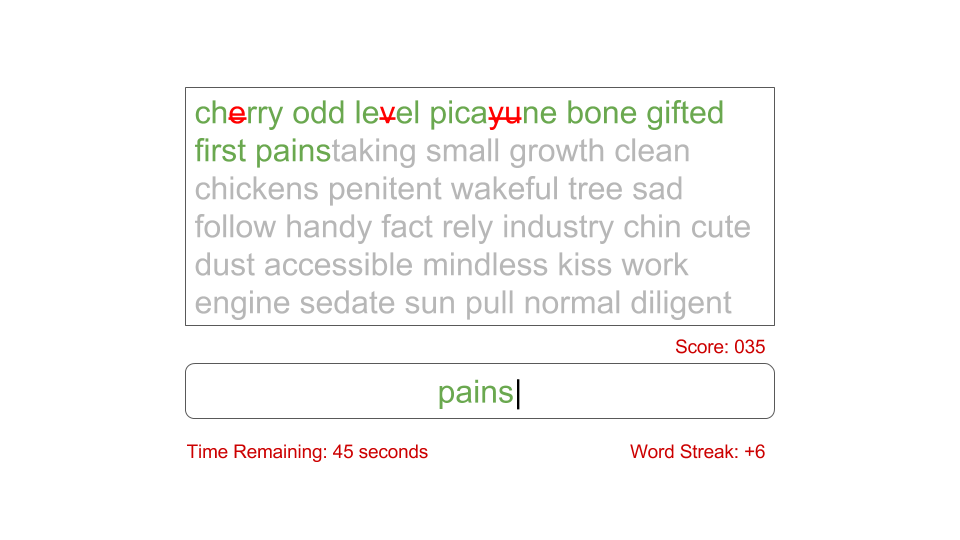 cherry odd level picayune bone gifted
first painstaking small growth clean
chickens penitent wakeful tree sad
follow handy fact rely industry chin cute
dust accessible mindless kiss work
engine sedate sun pull normal diligent
Score: 035
pains|
Time Remaining: 45 seconds
Word Streak: +6